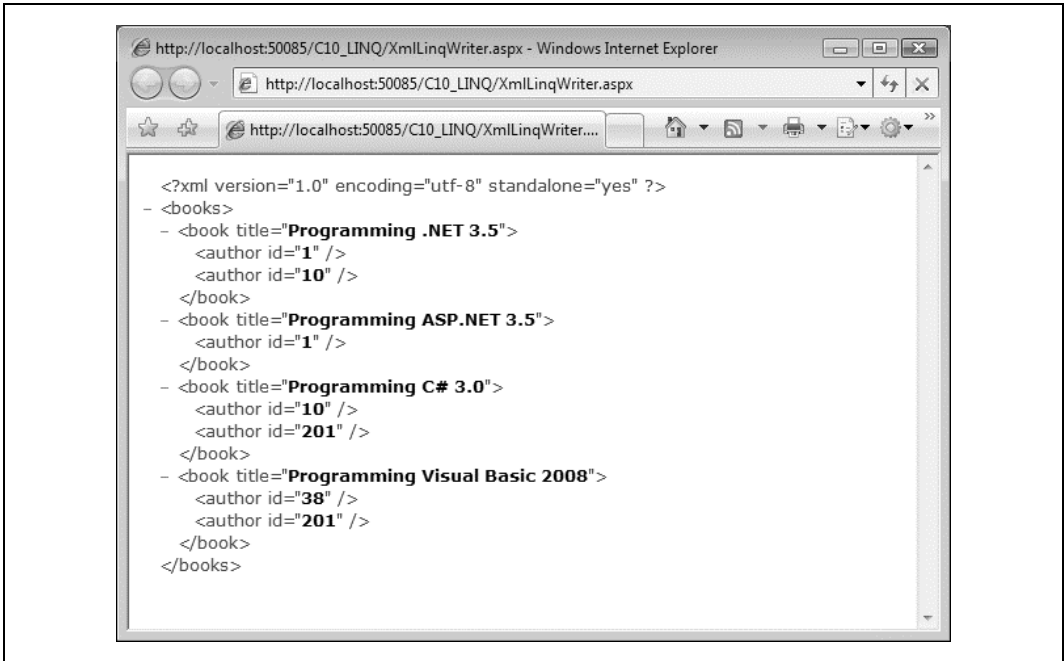 http://localhost:50085/C10_LINQ/XmlLinqWriter.aspx - Windows Internet Explorer
http://localhost:50085/C10_LINQ/XmlLinqWriter.aspx
http://localhost:50085/C10_LINQ/XmlLinqWriter....
<?xml version="1.0" encoding="utf-8" standalone="yes" ?>
– <books>
– <book title="Programming .NET 3.5">
<author id="1" />
<author id="10" />
</book>
– <book title="Programming ASP.NET 3.5">
<author id="1" />
</book>
– <book title="Programming C# 3.0">
<author id="10" />
<author id="201" />
</book>
– <book title="Programming Visual Basic 2008">
<author id="38" />
<author id="201" />
</book>
</books>